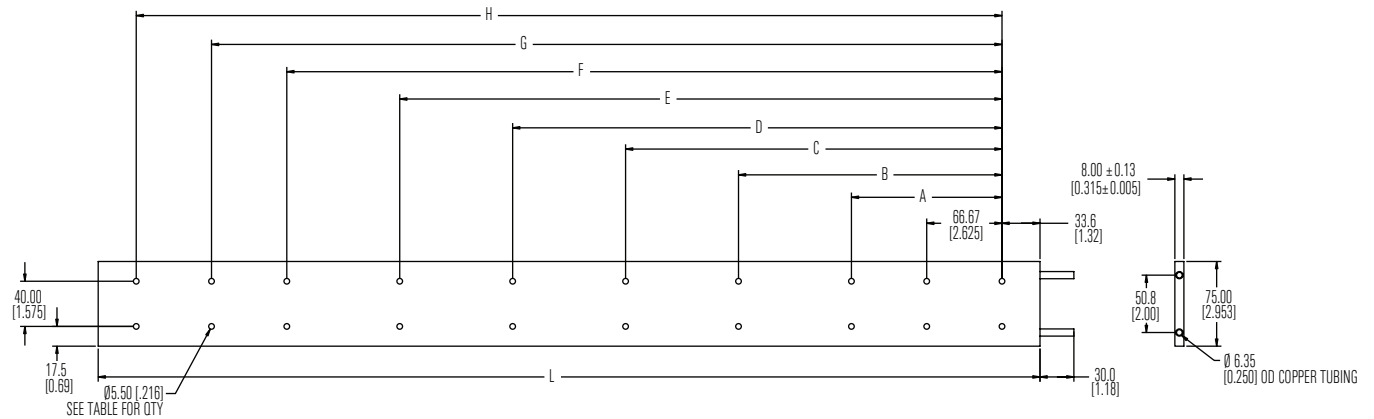 H
G
F
E
D
C
B
A
66.67
[2.625]
33.6
[1.32]
8.00 ±0.13
[0.315±0.005]
40.00
[1.575]
17.5
[0.69]
Ø5.50 [.216]
SEE TABLE FOR QTY
L
30.0
[1.18]
50.8
[2.00]
75.00
[2.953]
Ø 6.35
[0.250] OD COPPER TUBING